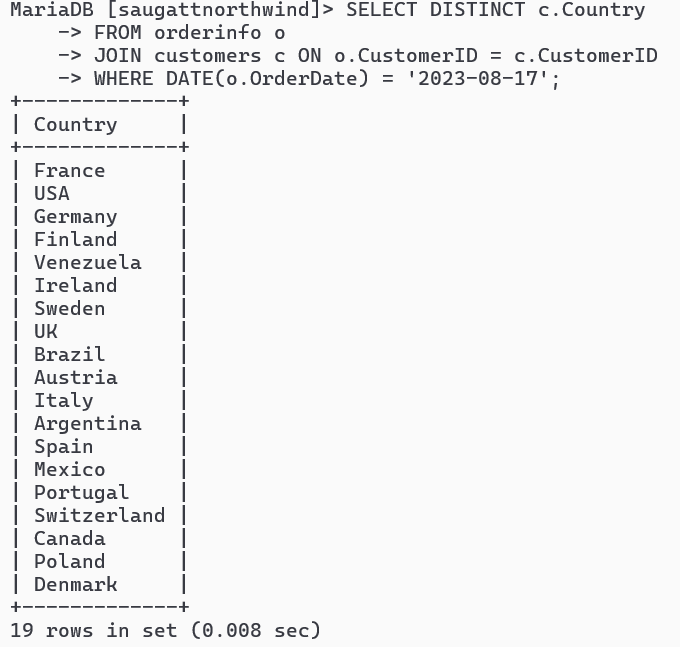 MariaDB [saugattnorthwind]> SELECT DISTINCT c.Country
    -> FROM orderinfo o
    -> JOIN customers c ON o.CustomerID = c.CustomerID
    -> WHERE DATE(o.OrderDate) = '2023-08-17';
+-------------+
| Country     |
+-------------+
| France      |
| USA         |
| Germany     |
| Finland     |
| Venezuela   |
| Ireland     |
| Sweden      |
| UK          |
| Brazil      |
| Austria     |
| Italy       |
| Argentina   |
| Spain       |
| Mexico      |
| Portugal    |
| Switzerland |
| Canada      |
| Poland      |
| Denmark     |
+-------------+
19 rows in set (0.008 sec)